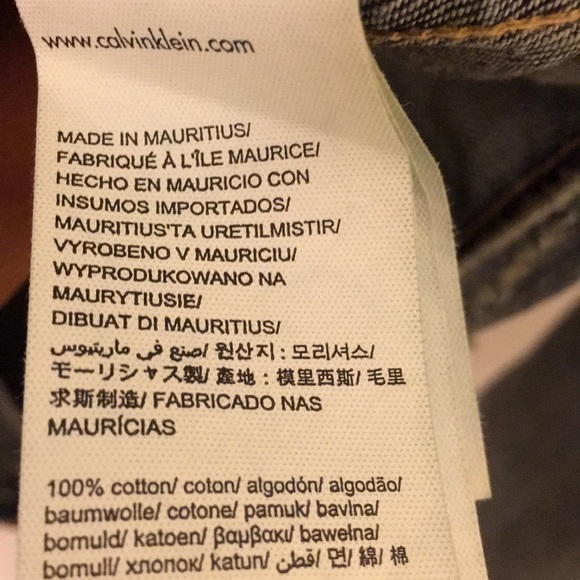 www.calvinklein.com
MADE IN MAURITIUS/
FABRIQUÉ À L'ÎLE MAURICE/
HECHO EN MAURICIO CON
INSUMOS IMPORTADOS/
MAURITIUS'TA URETILMISTIR/
VYROBENO V MAURICIU/
WYPRODUKOWANO NA
MAURYTIUSIE/
DIBUAT DI MAURITIUS/
صنع في ماريتيوس/ 원산지 : 모리셔스/
モーリシャス製/ 產地 : 模里西斯/ 毛里
求斯制造/ FABRICADO NAS
MAURÍCIAS
100% cotton/ coton/ algodón/ algodão/
baumwolle/ cotone/ pamuk/ bavlna/
bomuld/ katoen/ βαμβακι/ bawełna/
bomull/ хлопок/ katun/ قطن/ 면/ 綿/ 棉